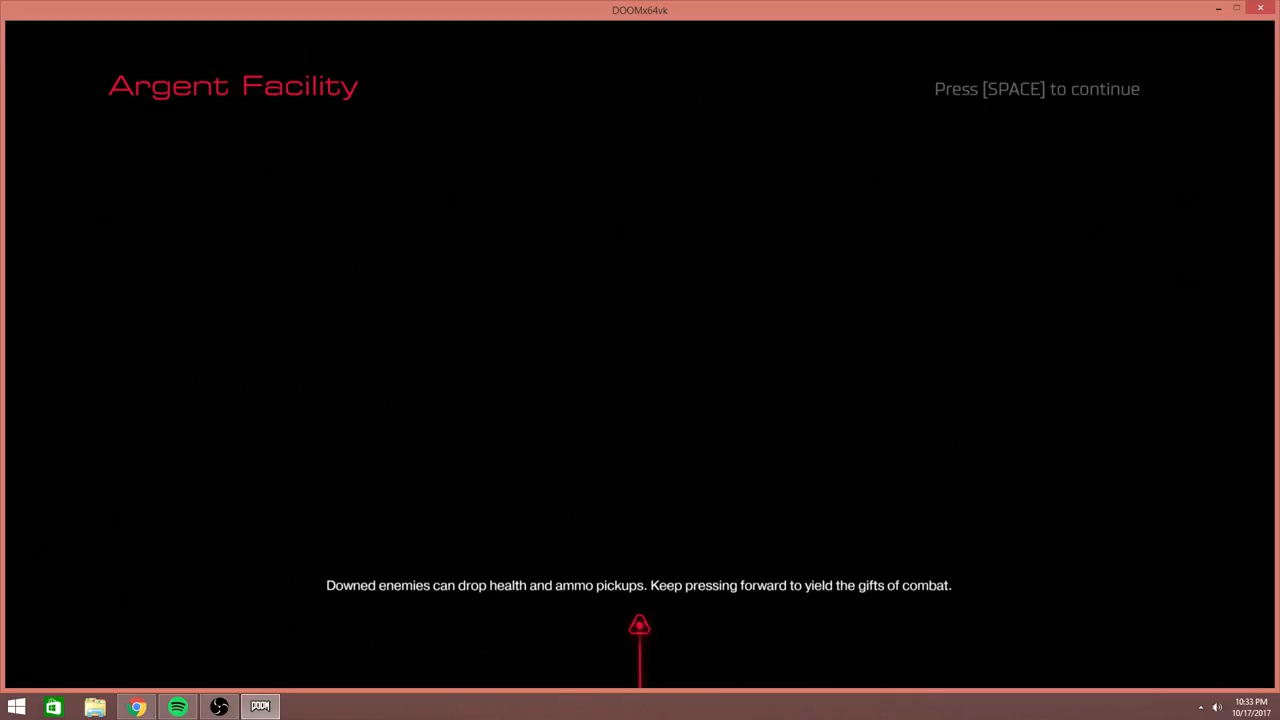 DOOMx64vk
Argent Facility
Press [SPACE] to continue
Downed enemies can drop health and ammo pickups. Keep pressing forward to yield the gifts of combat.
DOOM
10:33 PM
10/17/2017